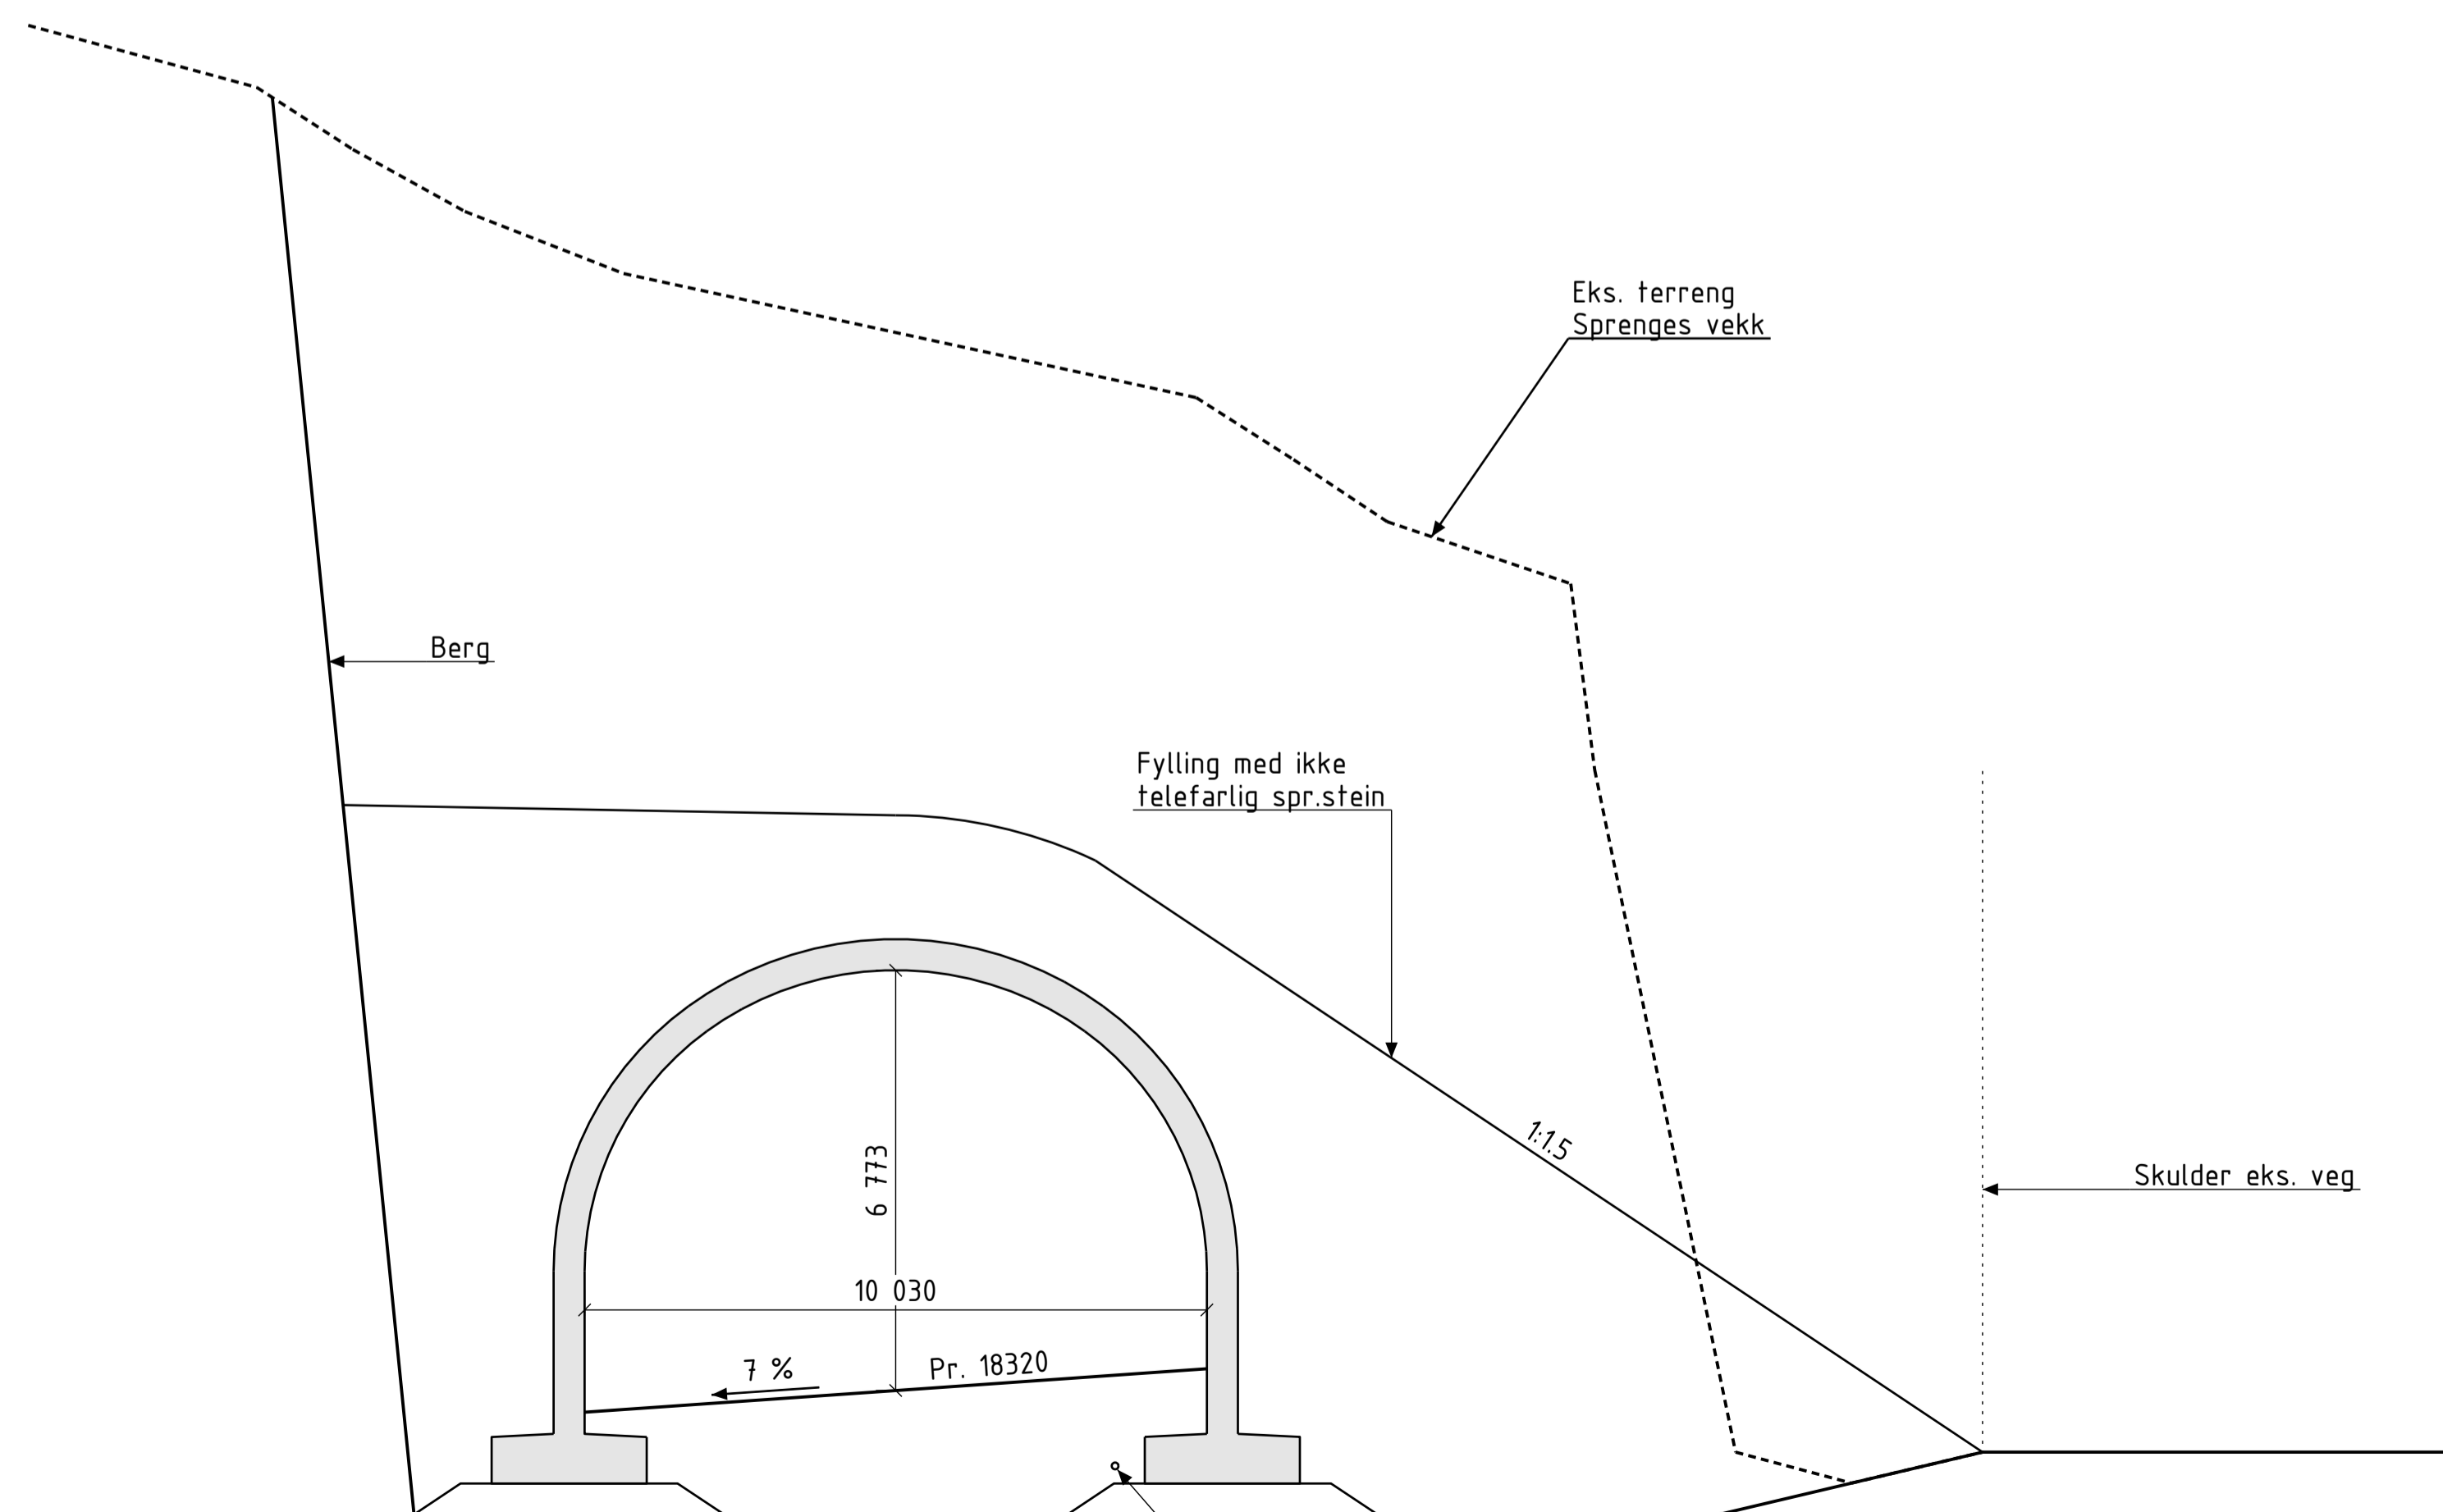 Eks. terreng
Sprenges vekk
Berg
Fylling med ikke
telefarlig spr.stein
1:1.5
6 773
Skulder eks. veg
10 030
7 %
Pr. 18320